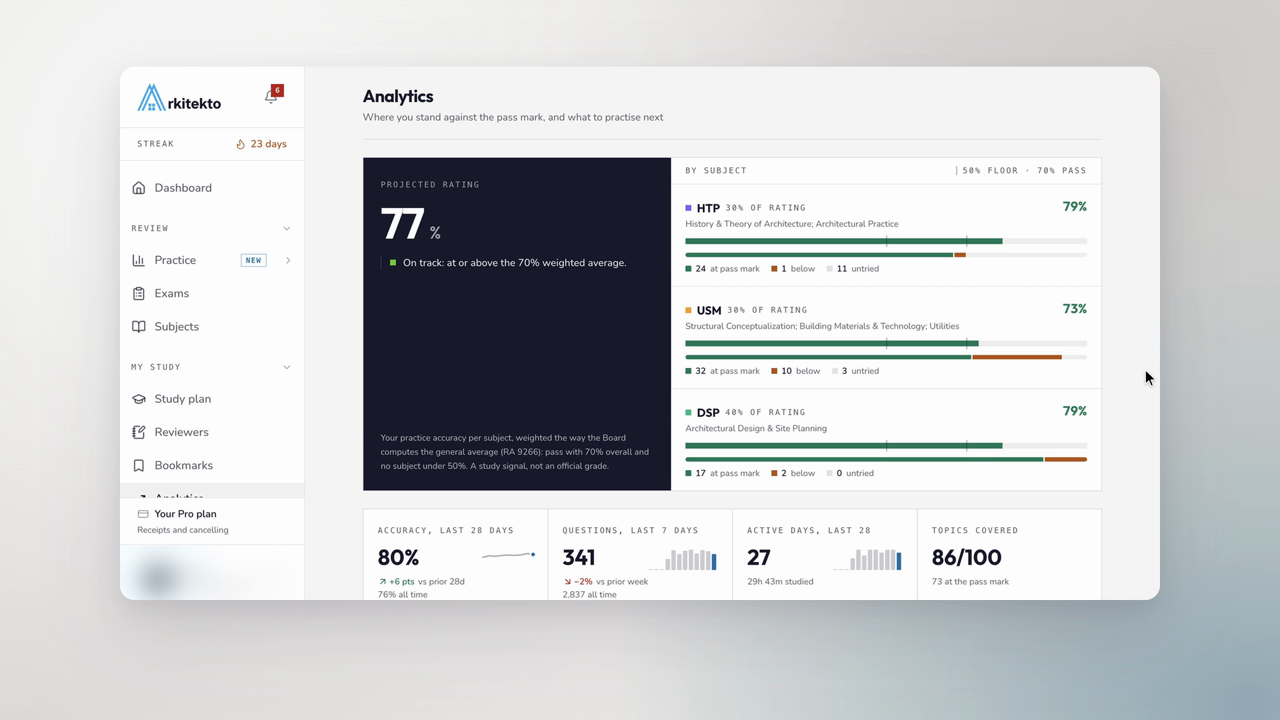 Arkitekto
6
STREAK
23 days
Dashboard
REVIEW
Practice NEW
Exams
Subjects
MY STUDY
Study plan
Reviewers
Bookmarks
Analytics
Your Pro plan
Receipts and cancelling
Analytics
Where you stand against the pass mark, and what to practise next
PROJECTED RATING
77 %
On track: at or above the 70% weighted average.
Your practice accuracy per subject, weighted the way the Board
computes the general average (RA 9266): pass with 70% overall and
no subject under 50%. A study signal, not an official grade.
BY SUBJECT
50% FLOOR · 70% PASS
HTP 30% OF RATING 79%
History & Theory of Architecture; Architectural Practice
24 at pass mark 1 below 11 untried
USM 30% OF RATING 73%
Structural Conceptualization; Building Materials & Technology; Utilities
32 at pass mark 10 below 3 untried
DSP 40% OF RATING 79%
Architectural Design & Site Planning
17 at pass mark 2 below 0 untried
ACCURACY, LAST 28 DAYS
80%
+6 pts vs prior 28d
76% all time
QUESTIONS, LAST 7 DAYS
341
−2% vs prior week
2,837 all time
ACTIVE DAYS, LAST 28
27
29h 43m studied
TOPICS COVERED
86/100
73 at the pass mark